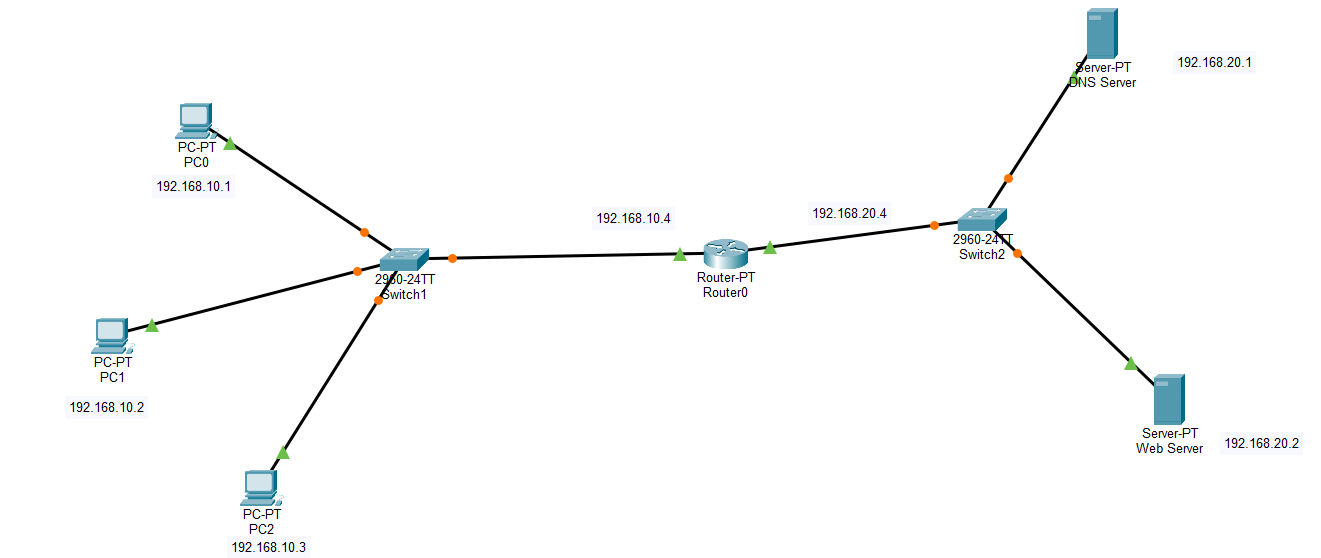 Server-PT
DNS Server
192.168.20.1
PC-PT
PC0
192.168.10.1
192.168.10.4
192.168.20.4
2960-24TT
Switch1
Router-PT
Router0
2960-24TT
Switch2
PC-PT
PC1
192.168.10.2
Server-PT
Web Server
192.168.20.2
PC-PT
PC2
192.168.10.3